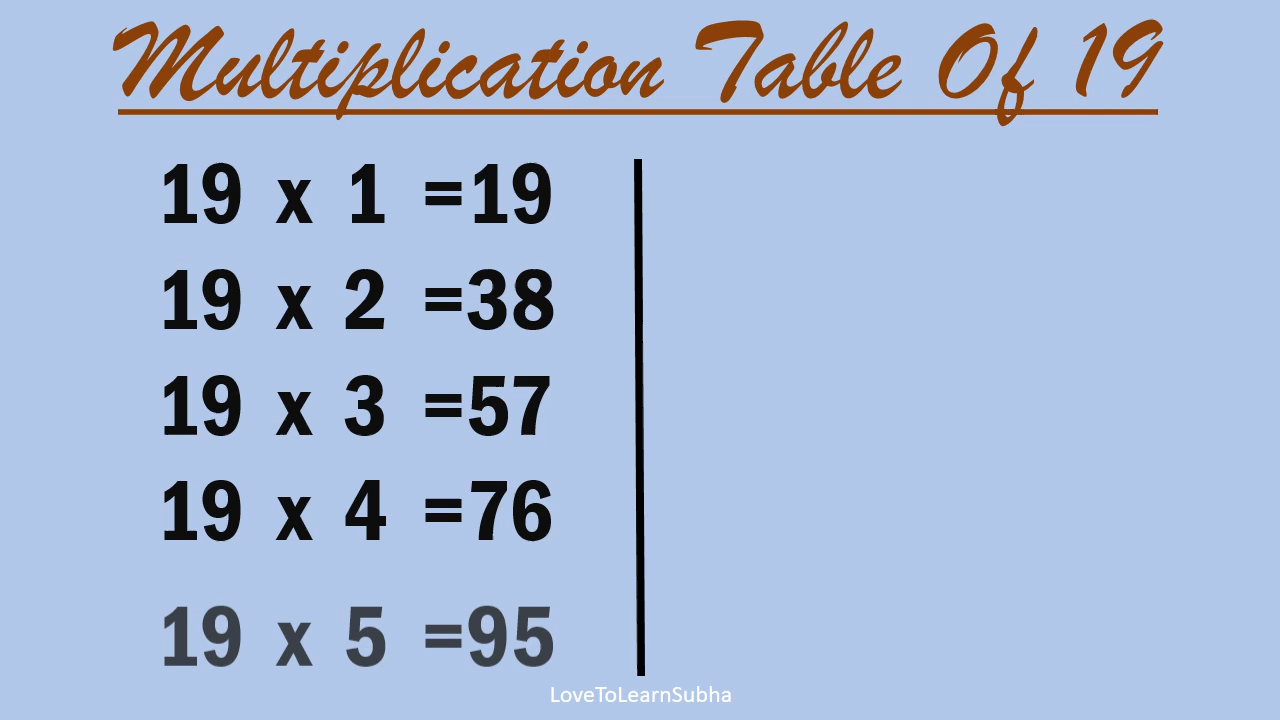 Multiplication Table Of 19
19 x 1 =19
19 x 2 =38
19 x 3 =57
19 x 4 =76
19 x 5 =95
LoveToLearnSubha